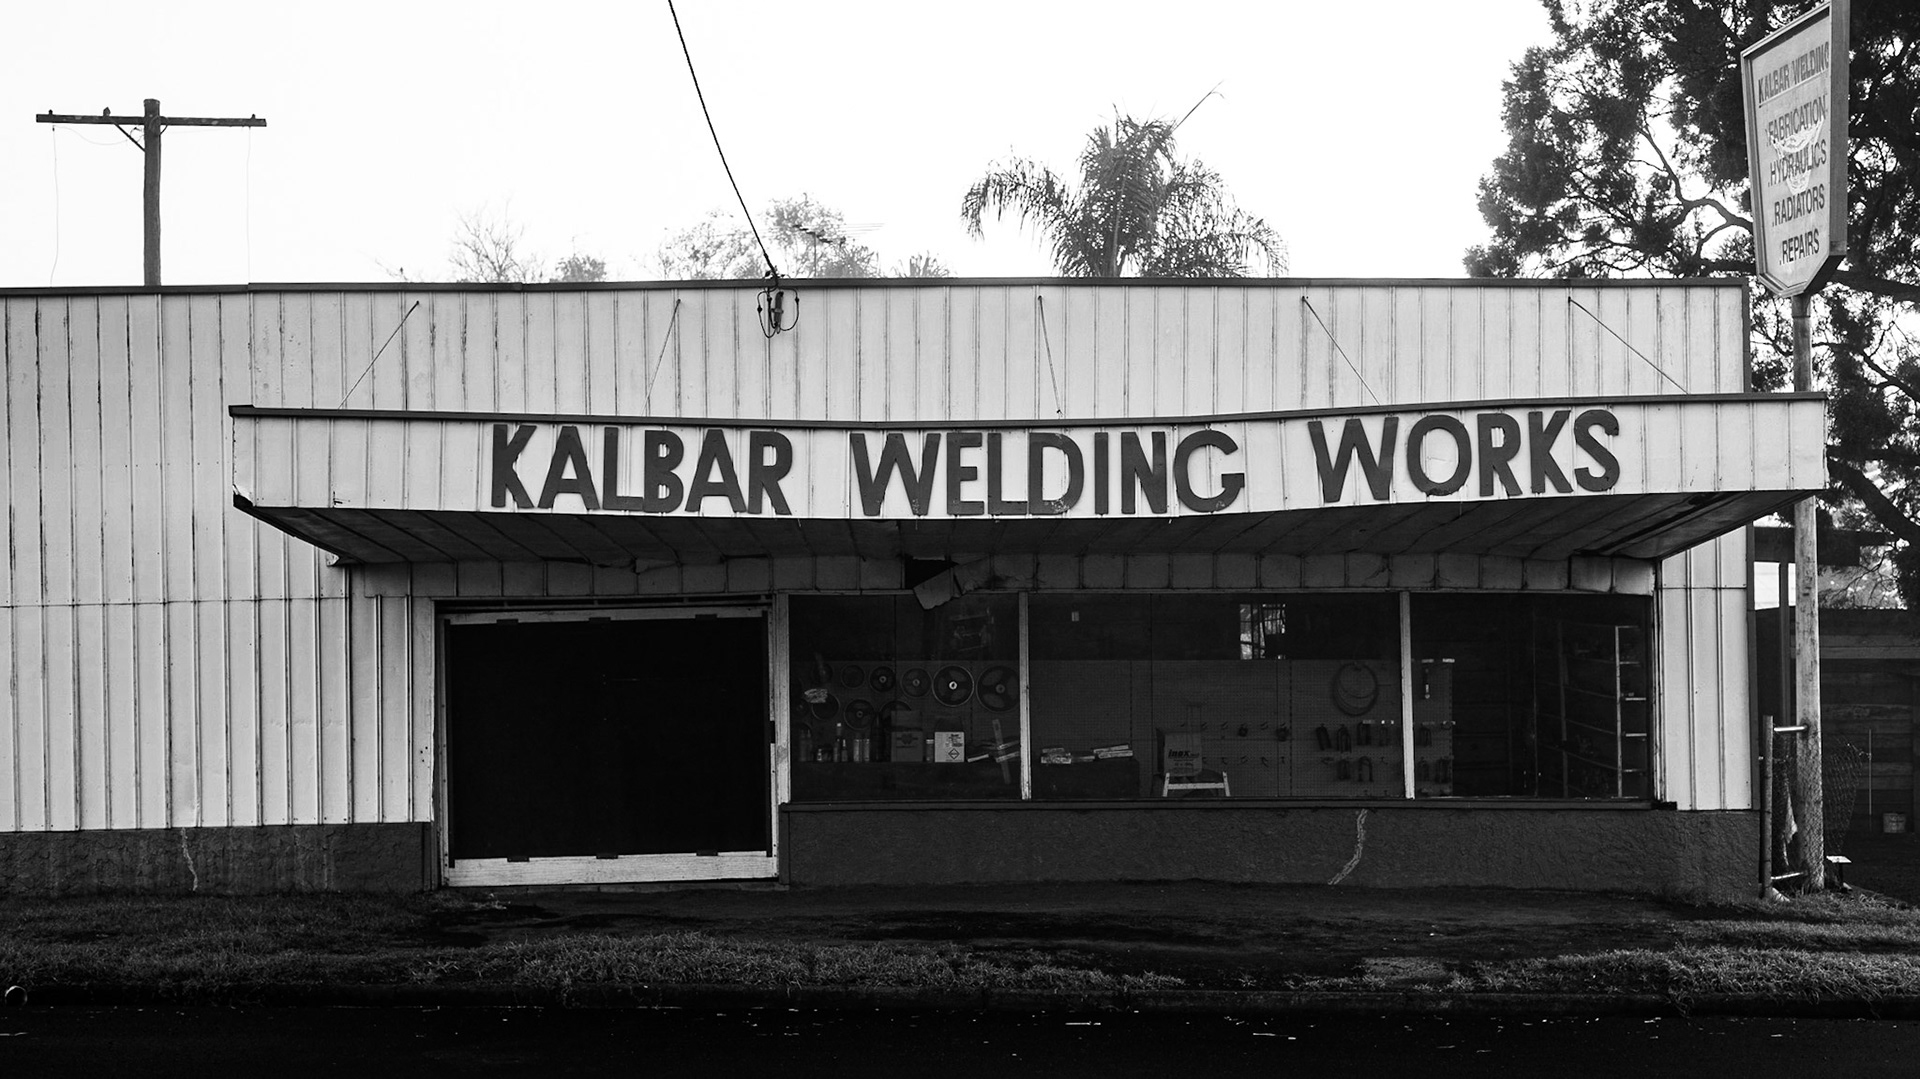 KALBAR WELDING
.FABRICATION
.HYDRAULICS
.RADIATORS
.REPAIRS
KALBAR WELDING WORKS